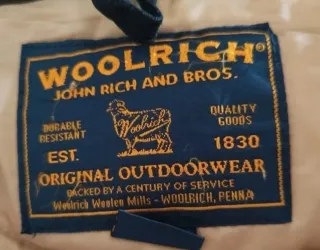 WOOLRICH®
JOHN RICH AND BROS.
DURABLE
RESISTANT
Woolrich
QUALITY
GOODS
EST.
1830
ORIGINAL OUTDOORWEAR
BACKED BY A CENTURY OF SERVICE
Woolrich Woolen Mills - WOOLRICH, PENNA